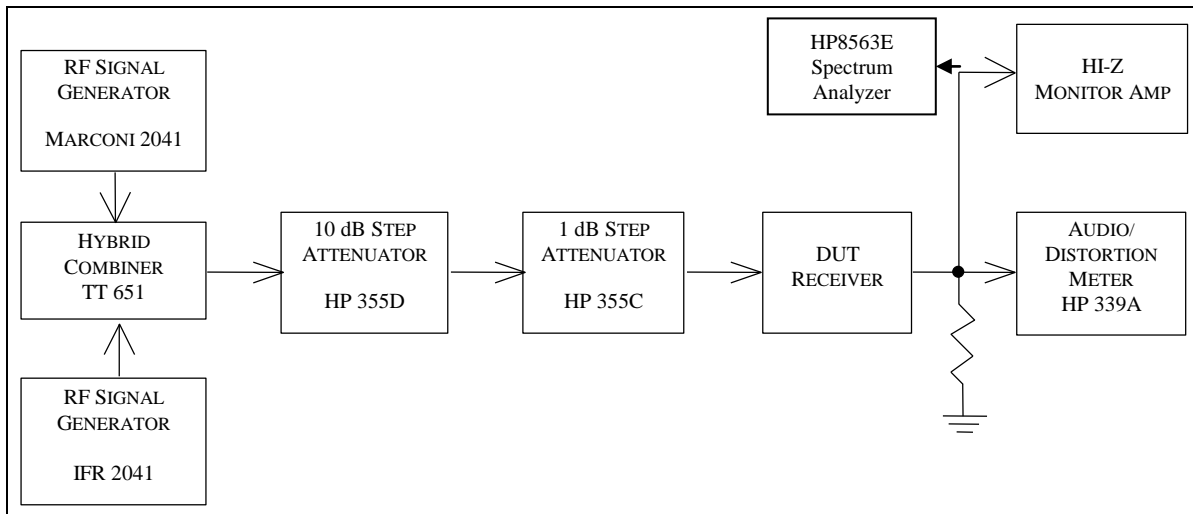 RF SIGNAL
GENERATOR
MARCONI 2041
HYBRID
COMBINER
TT 651
RF SIGNAL
GENERATOR
IFR 2041
10 dB STEP
ATTENUATOR
HP 355D
1 dB STEP
ATTENUATOR
HP 355C
DUT
RECEIVER
HP8563E
Spectrum
Analyzer
HI-Z
MONITOR AMP
AUDIO/
DISTORTION
METER
HP 339A